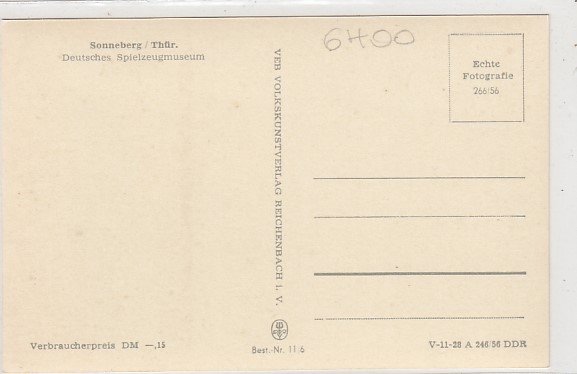 Sonneberg / Thür.
Deutsches Spielzeugmuseum
6400
Echte
Fotografie
266/56
VEB VOLKSKUNSTVERLAG REICHENBACH I. V.
Verbraucherpreis DM —,15
Best.-Nr. 11/6
V-11-28 A 246/56 DDR